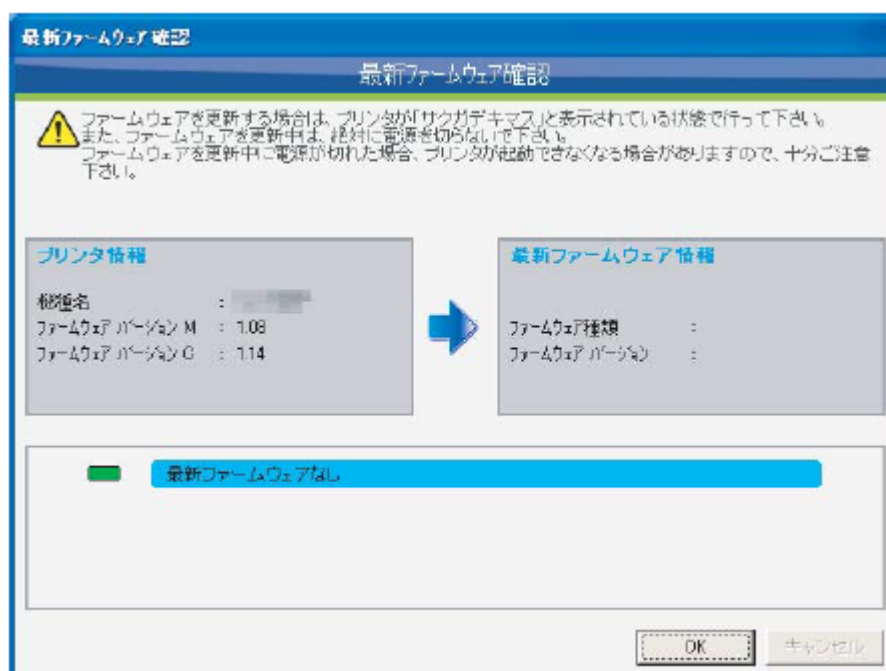 最新ファームウェア確認
最新ファームウェア確認
ファームウェアを更新する場合は、プリンタが「サクガデキマス」と表示されている状態で行って下さい。
また、ファームウェアを更新中は、絶対に電源を切らないで下さい。
ファームウェアを更新中に電源が切れた場合、プリンタが起動できなくなる場合がありますので、十分ご注意
下さい。
プリンタ情報
機種名 :
ファームウェア バージョン M : 1.08
ファームウェア バージョン G : 1.14
最新ファームウェア情報
ファームウェア種類 :
ファームウェア バージョン :
最新ファームウェアなし
OK キャンセル